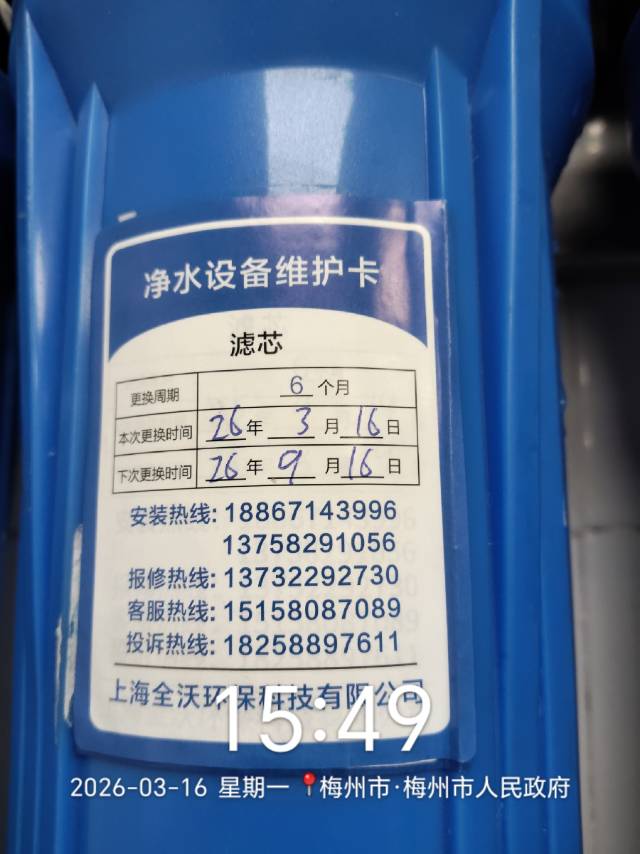 净水设备维护卡
滤芯
更换周期 6 个月
本次更换时间 26 年 3 月 16 日
下次更换时间 26 年 9 月 16 日
安装热线: 18867143996
13758291056
报修热线: 13732292730
客服热线: 15158087089
投诉热线: 18258897611
上海全沃环保科技有限公司
15:49
2026-03-16 星期一 📍梅州市·梅州市人民政府